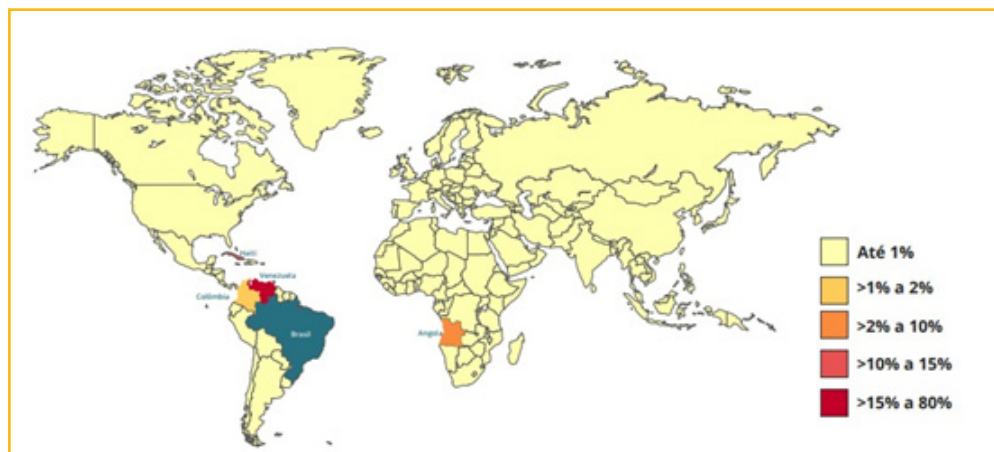 Haiti
Venezuela
Colômbia
Brasil
Angola
Até 1%
>1% a 2%
>2% a 10%
>10% a 15%
>15% a 80%